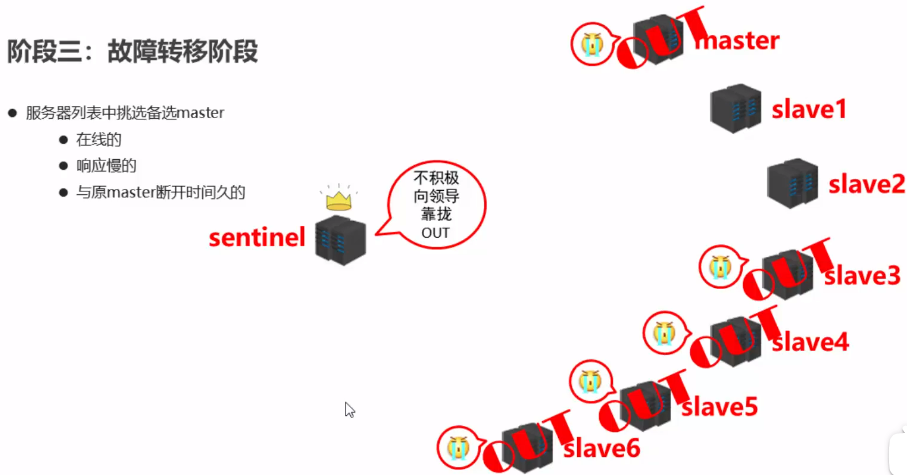 阶段三：故障转移阶段
服务器列表中挑选备选master
在线的
响应慢的
与原master断开时间久的
sentinel
不积极
向领导
靠拢
OUT
OUT
master
slave1
slave2
OUT
slave3
OUT
slave4
OUT
slave5
OUT
slave6